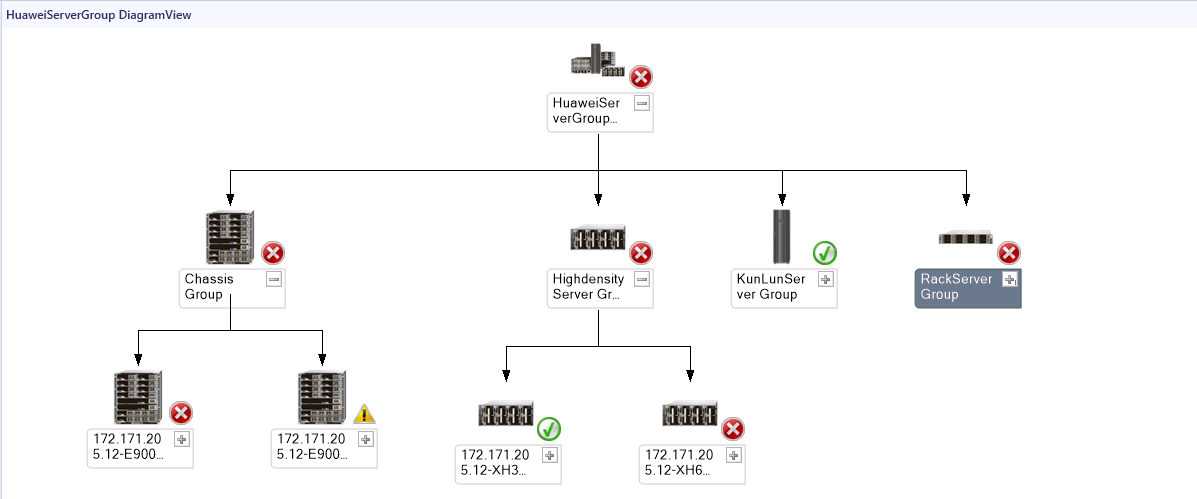 HuaweiServerGroup DiagramView
HuaweiSer
verGroup...
Chassis
Group
Highdensity
Server Gr...
KunLunSer
ver Group
RackServer
Group
172.171.20
5.12-E900...
172.171.20
5.12-E900...
172.171.20
5.12-XH3...
172.171.20
5.12-XH6...